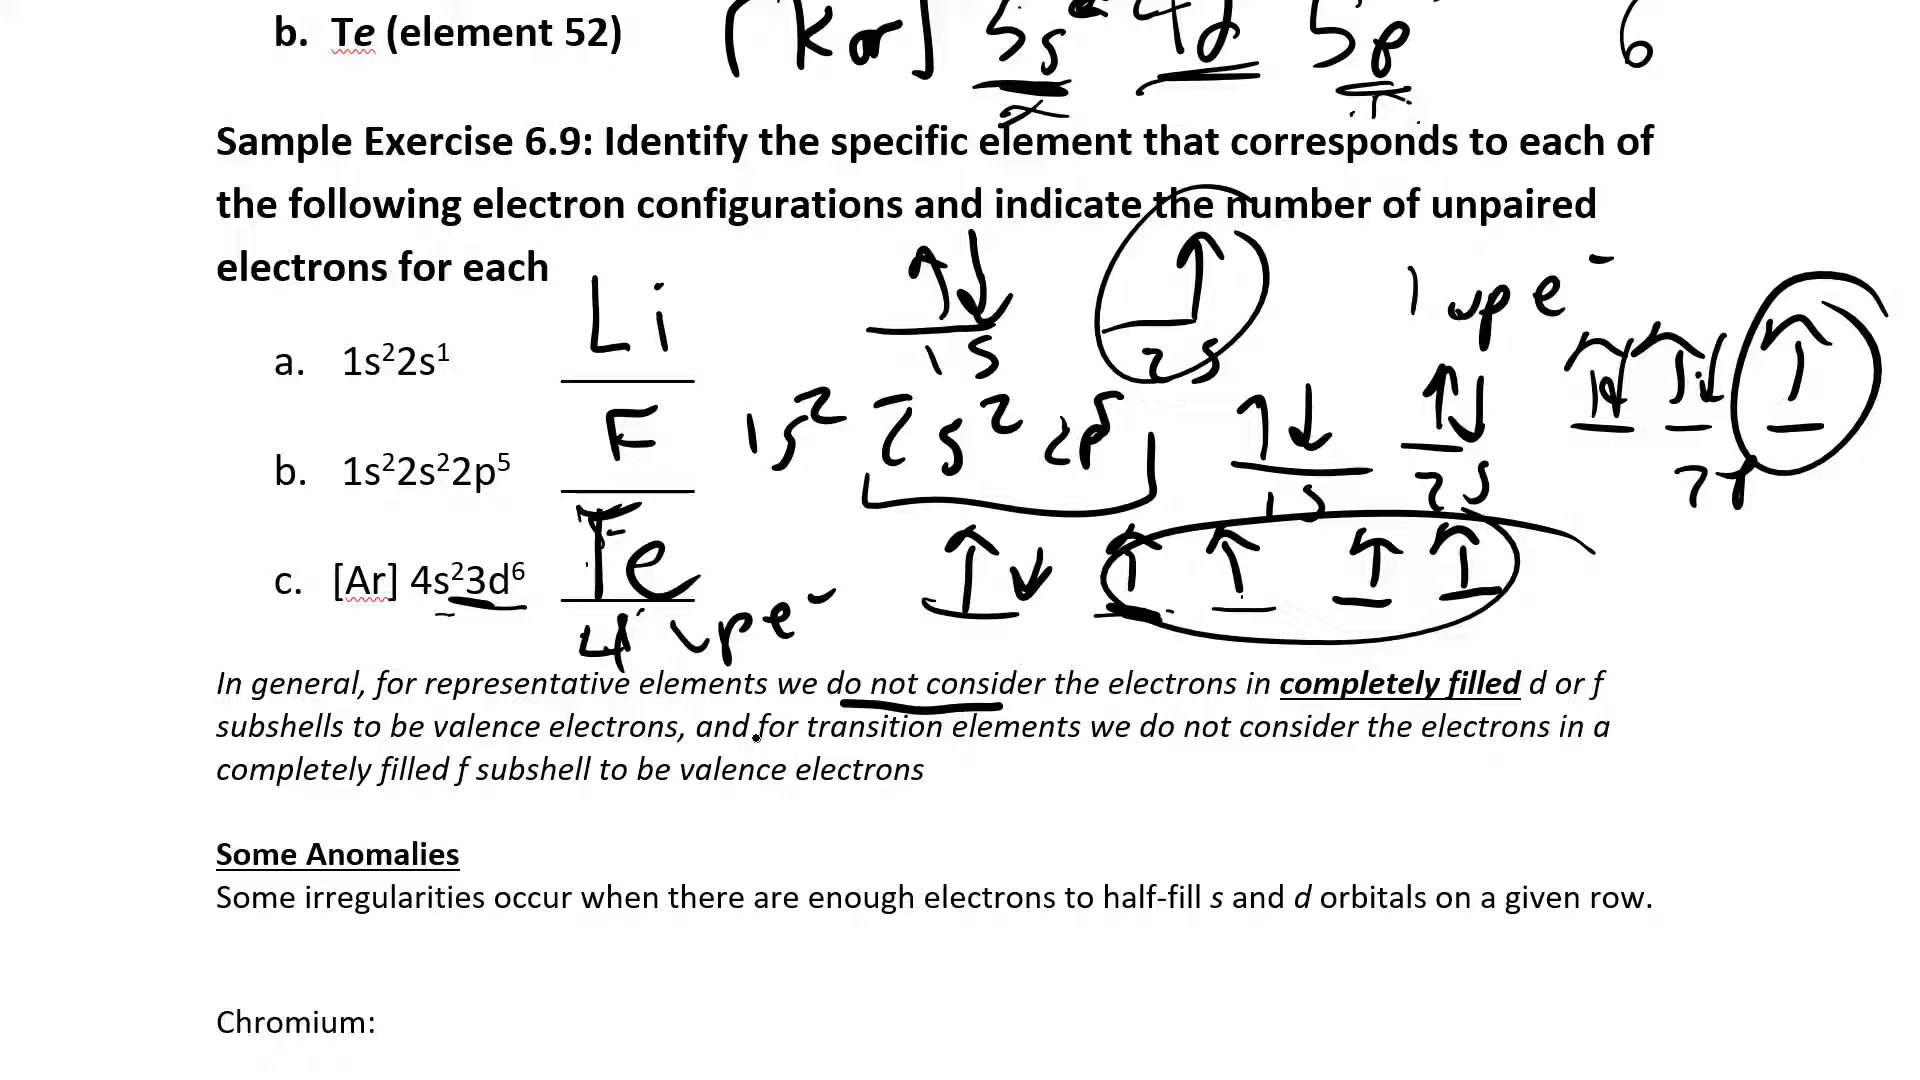 b. Te (element 52) [Kr] 5s² 4d 5p 6
Sample Exercise 6.9: Identify the specific element that corresponds to each of
the following electron configurations and indicate the number of unpaired
electrons for each
Li ↑↓ ↑ 1 upe⁻
a. 1s²2s¹ 1s 2s
F 1s² 2s² 2p⁵ ↑↓ ↑↓ ↑↓ ↑↓ ↑
b. 1s²2s²2p⁵ 1s 2s 2p
c. [Ar] 4s²3d⁶ Fe ↑↓ ↑ ↑ ↑ ↑
4 upe⁻
In general, for representative elements we do not consider the electrons in completely filled d or f
subshells to be valence electrons, and for transition elements we do not consider the electrons in a
completely filled f subshell to be valence electrons
Some Anomalies
Some irregularities occur when there are enough electrons to half-fill s and d orbitals on a given row.
Chromium: